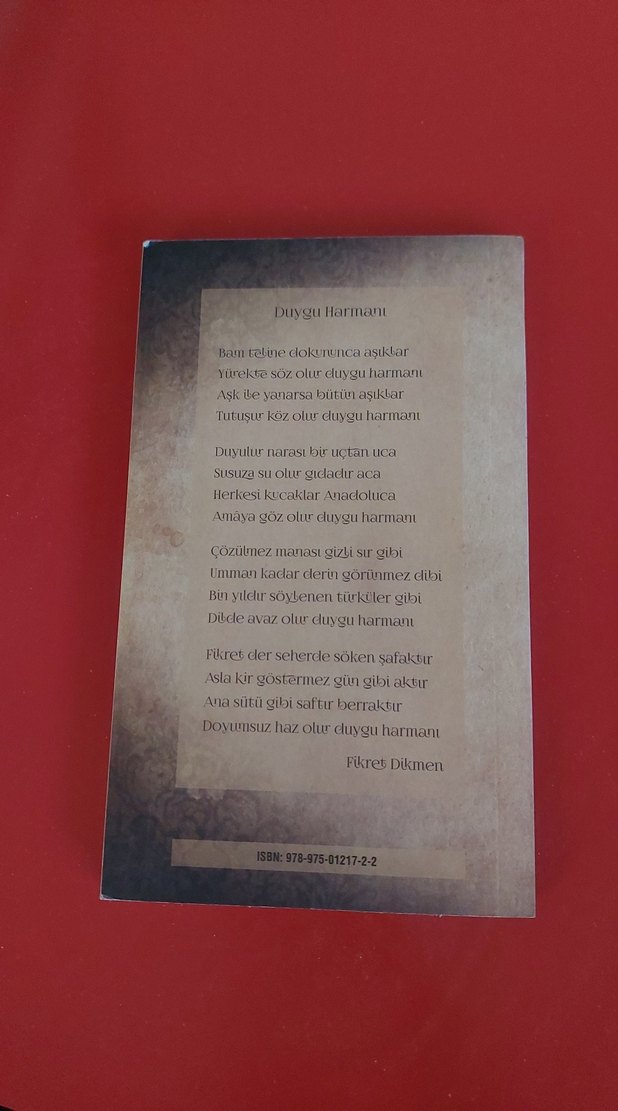 Duygu Harmanı
Bam teline dokununca aşıklar
Yürekte söz olur duygu harmanı
Aşk ile yanarsa bütün aşıklar
Tutuşur köz olur duygu harmanı
Duyulur narası bir uçtan uca
Susuza su olur gıdadır aca
Herkesi kucaklar Anadoluca
Amâya göz olur duygu harmanı
Çözülmez manası gizli sır gibi
Umman kadar derin görünmez dibi
Bin yıldır söylenen türküler gibi
Dilde avaz olur duygu harmanı
Fikret der seherde söken şafaktır
Asla kir göstermez gün gibi aktır
Ana sütü gibi saftır berraktır
Doyumsuz haz olur duygu harmanı
Fikret Dikmen
ISBN: 978-975-01217-2-2